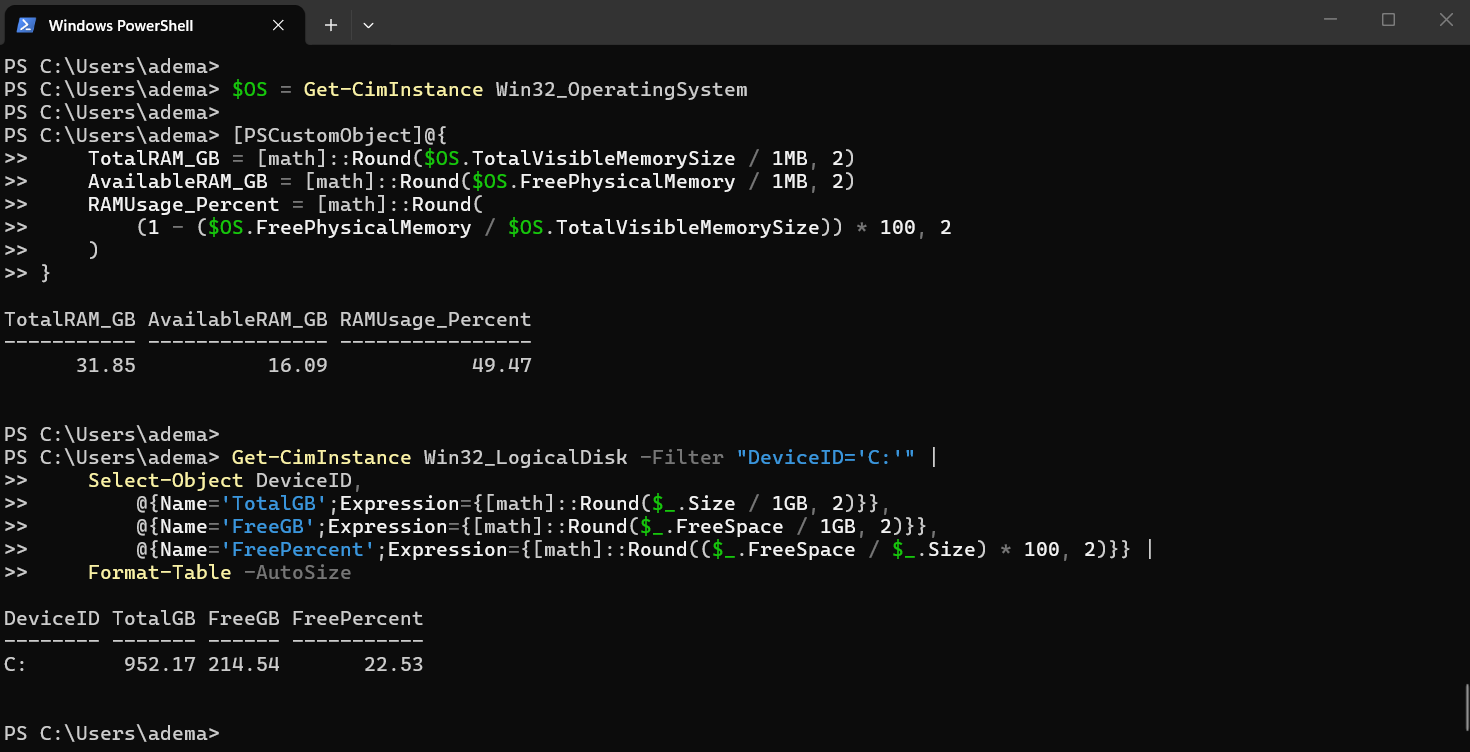 Windows PowerShell
PS C:\Users\adema>
PS C:\Users\adema> $OS = Get-CimInstance Win32_OperatingSystem
PS C:\Users\adema>
PS C:\Users\adema> [PSCustomObject]@{
>>     TotalRAM_GB = [math]::Round($OS.TotalVisibleMemorySize / 1MB, 2)
>>     AvailableRAM_GB = [math]::Round($OS.FreePhysicalMemory / 1MB, 2)
>>     RAMUsage_Percent = [math]::Round(
>>         (1 - ($OS.FreePhysicalMemory / $OS.TotalVisibleMemorySize)) * 100, 2
>>     )
>> }
TotalRAM_GB AvailableRAM_GB RAMUsage_Percent
----------- --------------- ----------------
      31.85           16.09            49.47
PS C:\Users\adema>
PS C:\Users\adema> Get-CimInstance Win32_LogicalDisk -Filter "DeviceID='C:'" |
>>     Select-Object DeviceID,
>>         @{Name='TotalGB';Expression={[math]::Round($_.Size / 1GB, 2)}},
>>         @{Name='FreeGB';Expression={[math]::Round($_.FreeSpace / 1GB, 2)}},
>>         @{Name='FreePercent';Expression={[math]::Round(($_.FreeSpace / $_.Size) * 100, 2)}} |
>>     Format-Table -AutoSize
DeviceID TotalGB FreeGB FreePercent
-------- ------- ------ -----------
C:        952.17 214.54       22.53
PS C:\Users\adema>